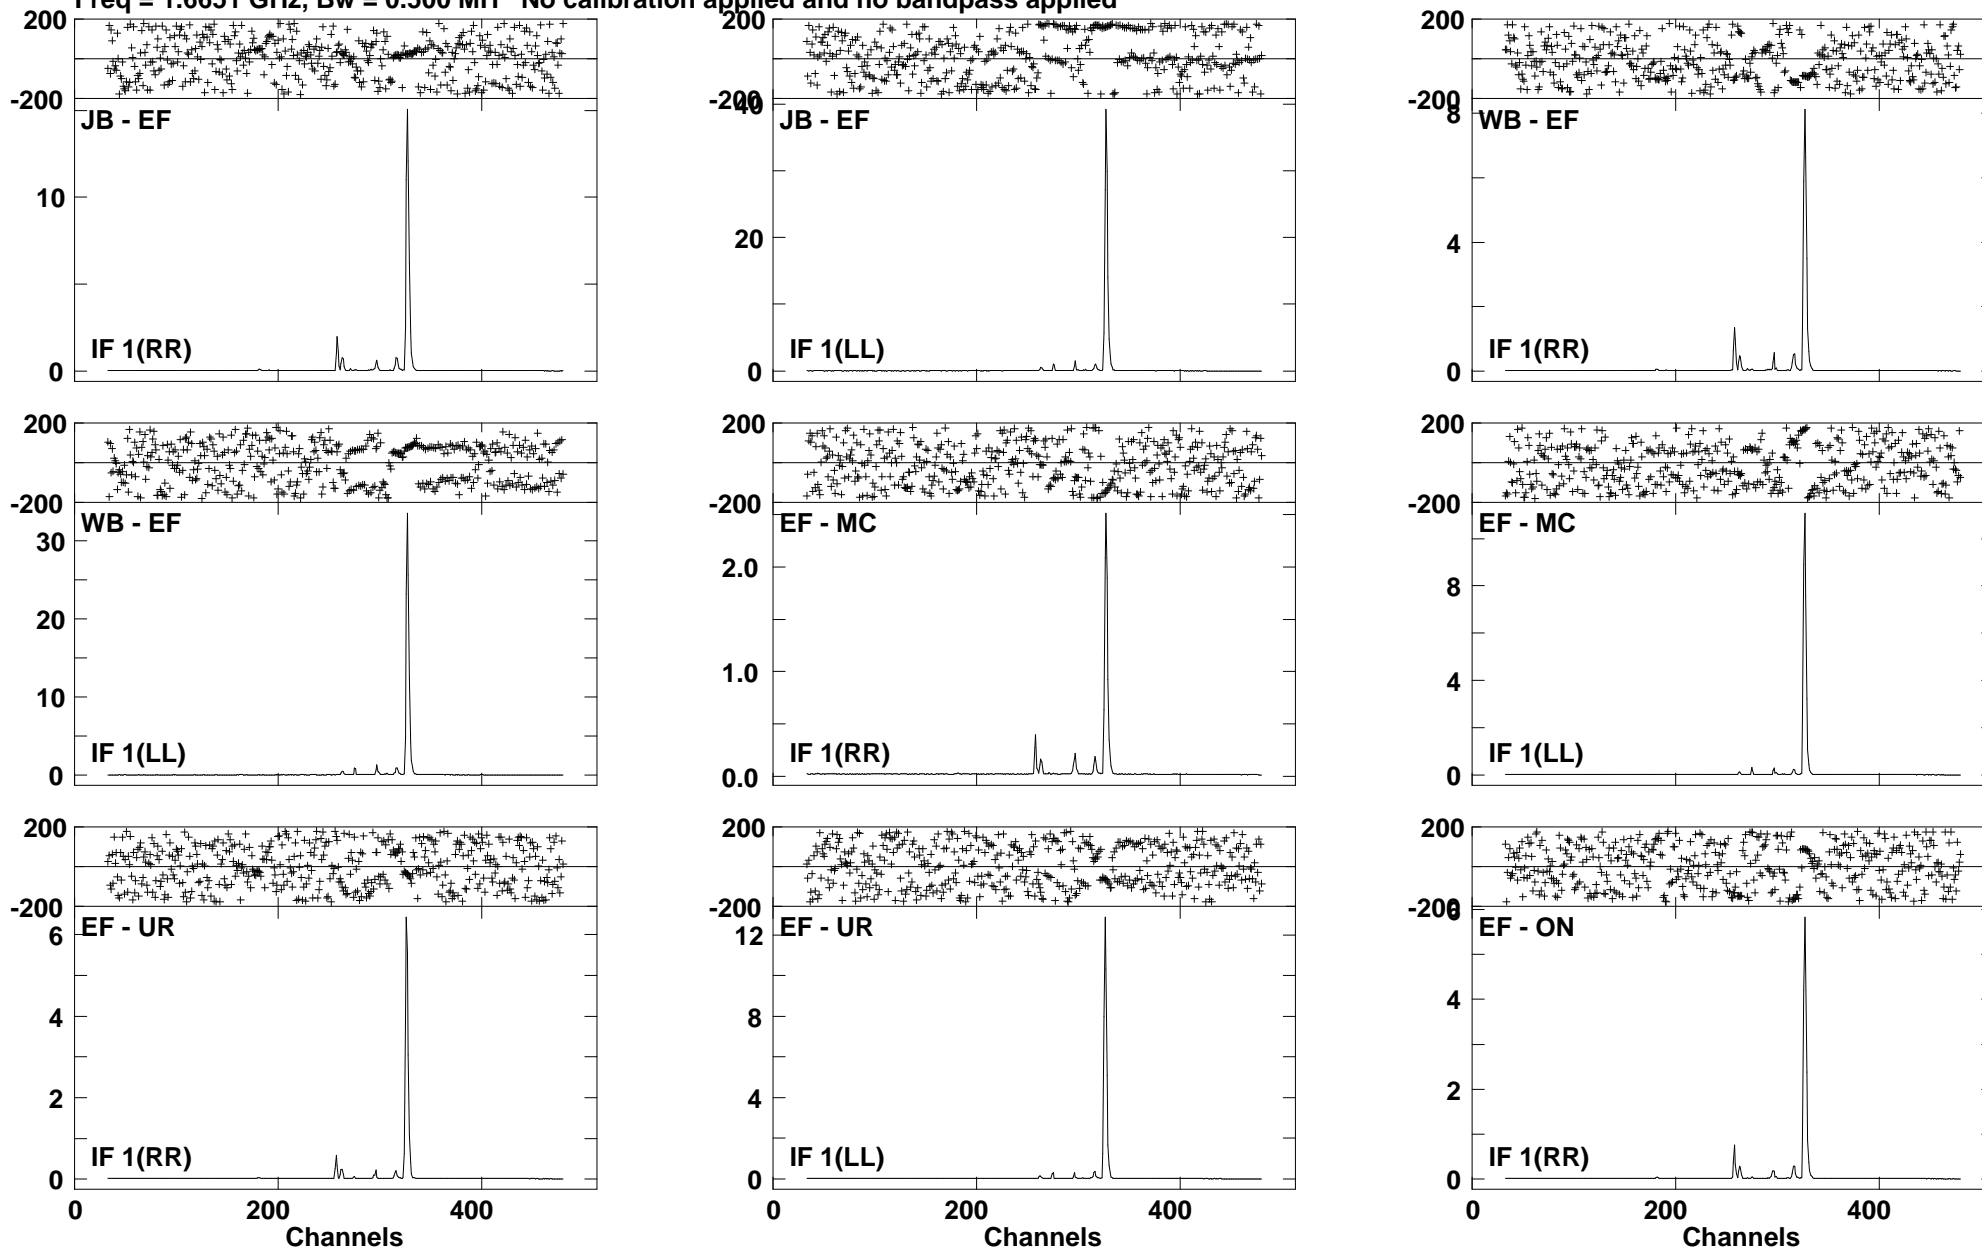 Freq = 1.6651 GHz, Bw = 0.500 MH No calibration applied and no bandpass applied
200 200 200
-200 -200 -200
JB - EF JB - EF WB - EF
40 8
10 20 4
0 0 0
IF 1(RR) IF 1(LL) IF 1(RR)
200 200 200
-200 -200 -200
WB - EF EF - MC EF - MC
30 2.0 8
20 1.0 4
10 0.0 0
0
IF 1(LL) IF 1(RR) IF 1(LL)
200 200 200
-200 -200 -200
EF - UR EF - UR EF - ON
6 12 6
4 8 4
2 4 2
0 0 0
IF 1(RR) IF 1(LL) IF 1(RR)
0 200 400 0 200 400 0 200 400
Channels Channels Channels